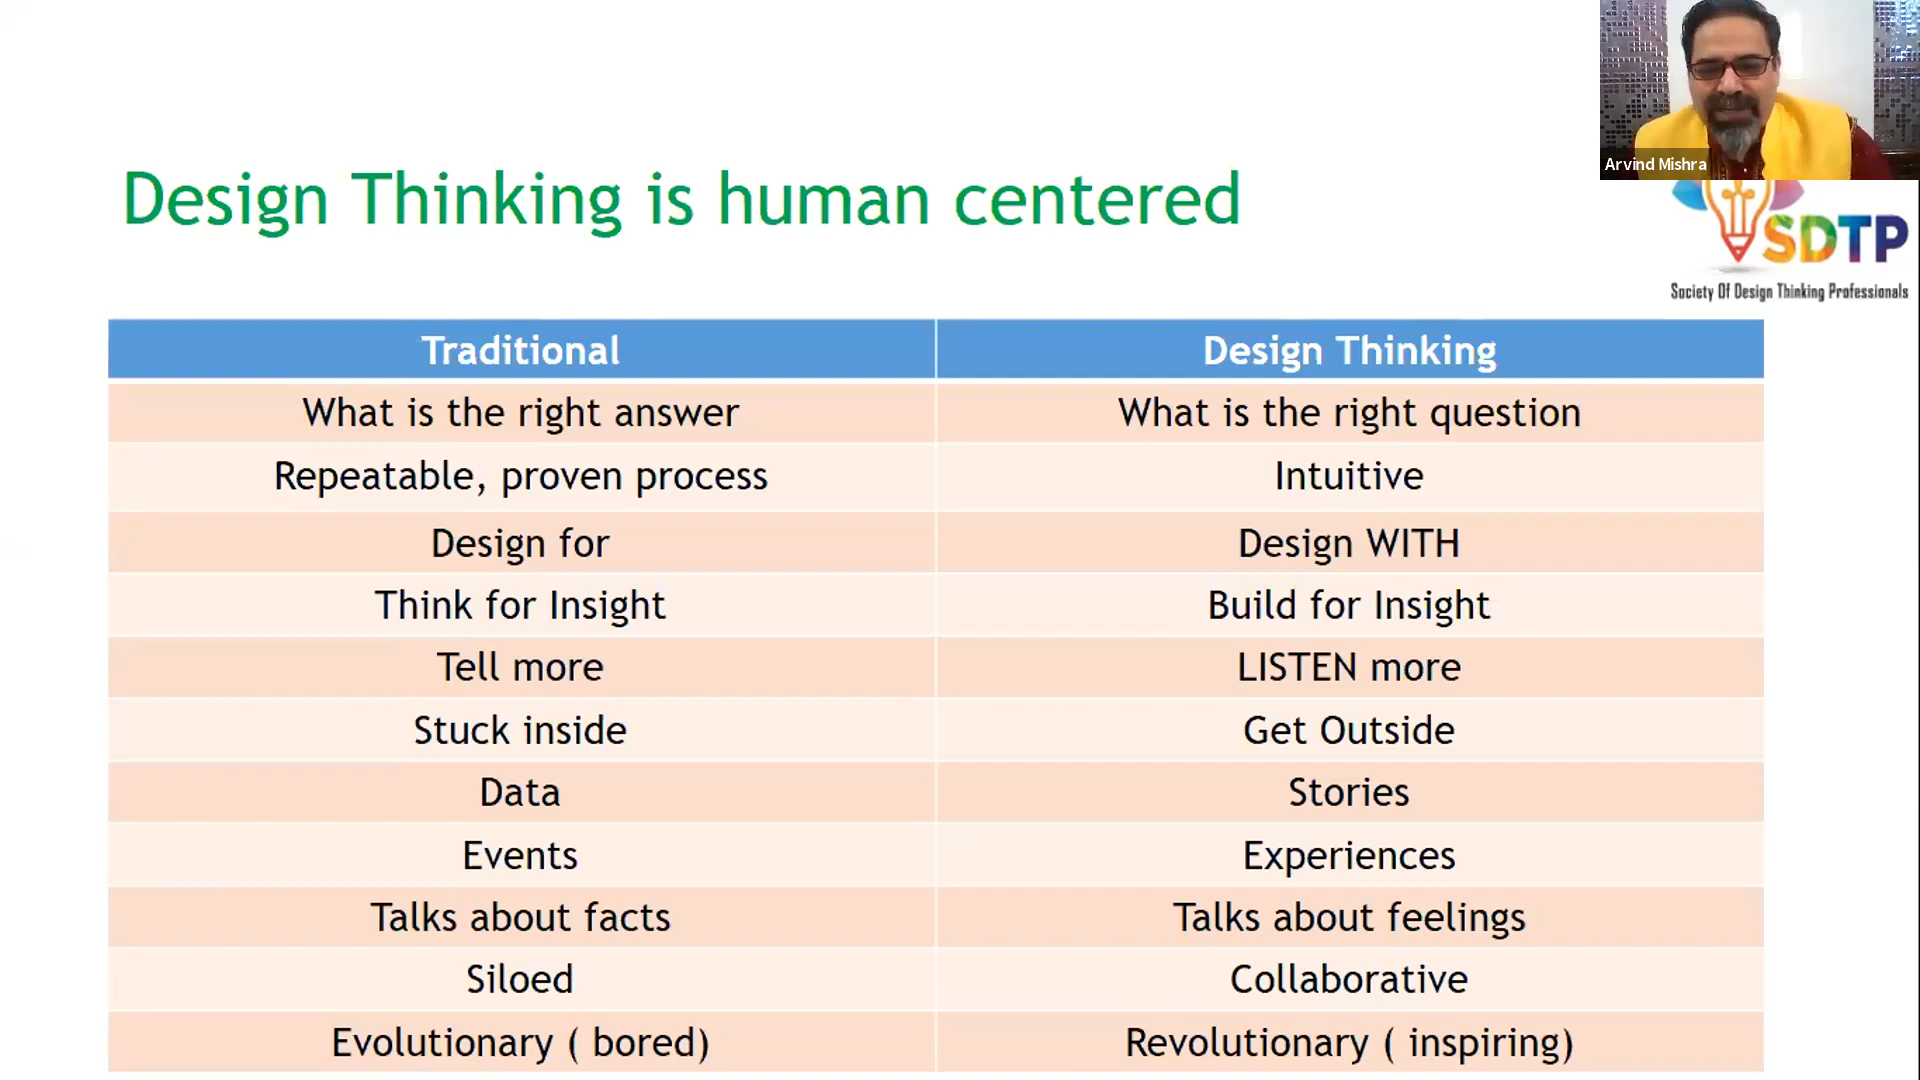 Arvind Mishra
Design Thinking is human centered
SDTP
Society Of Design Thinking Professionals
Traditional Design Thinking
What is the right answer What is the right question
Repeatable, proven process Intuitive
Design for Design WITH
Think for Insight Build for Insight
Tell more LISTEN more
Stuck inside Get Outside
Data Stories
Events Experiences
Talks about facts Talks about feelings
Siloed Collaborative
Evolutionary ( bored) Revolutionary ( inspiring)